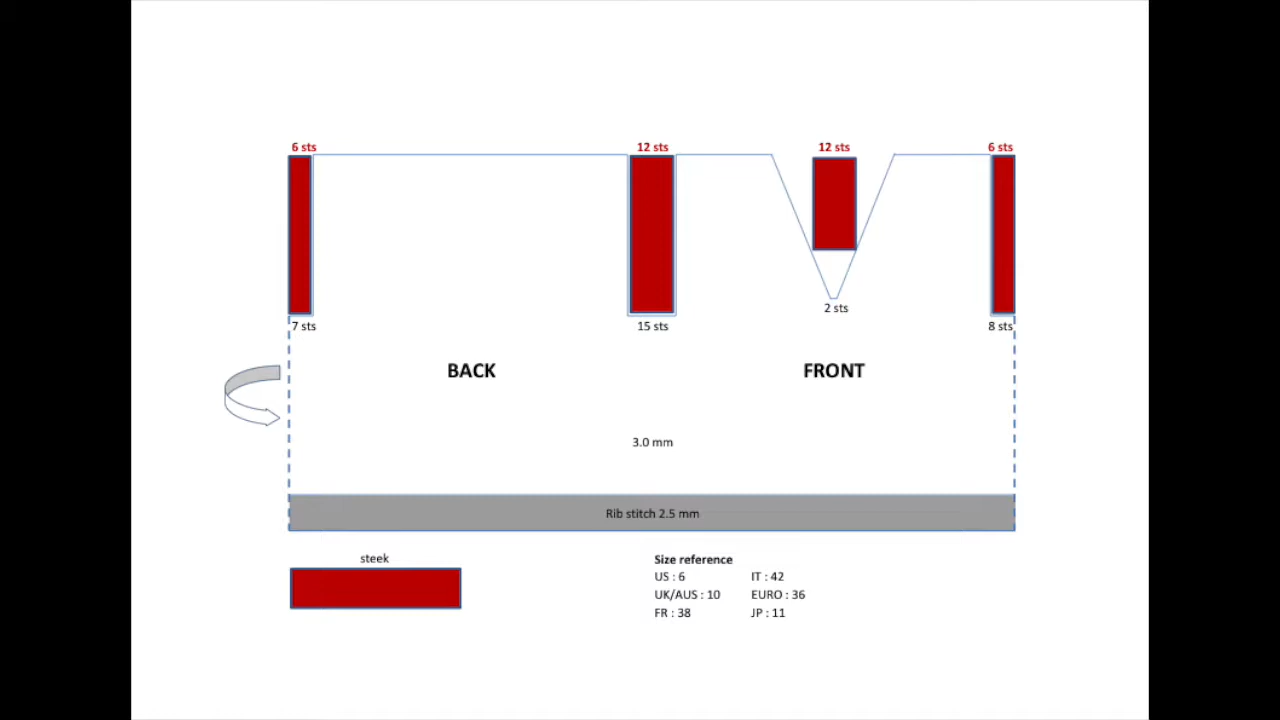 6 sts
12 sts
12 sts
6 sts
2 sts
7 sts
15 sts
8 sts
BACK
FRONT
3.0 mm
Rib stitch 2.5 mm
steek
Size reference
US : 6 IT : 42
UK/AUS : 10 EURO : 36
FR : 38 JP : 11